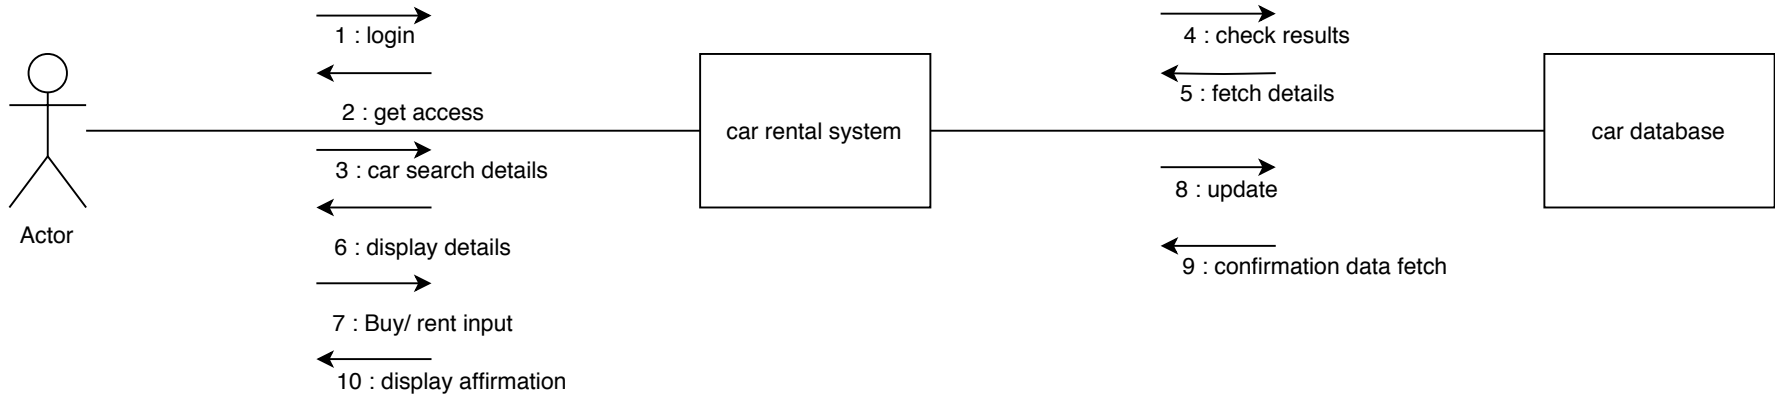 1 : login
4 : check results
5 : fetch details
2 : get access
car rental system
car database
3 : car search details
8 : update
Actor
6 : display details
9 : confirmation data fetch
7 : Buy/ rent input
10 : display affirmation